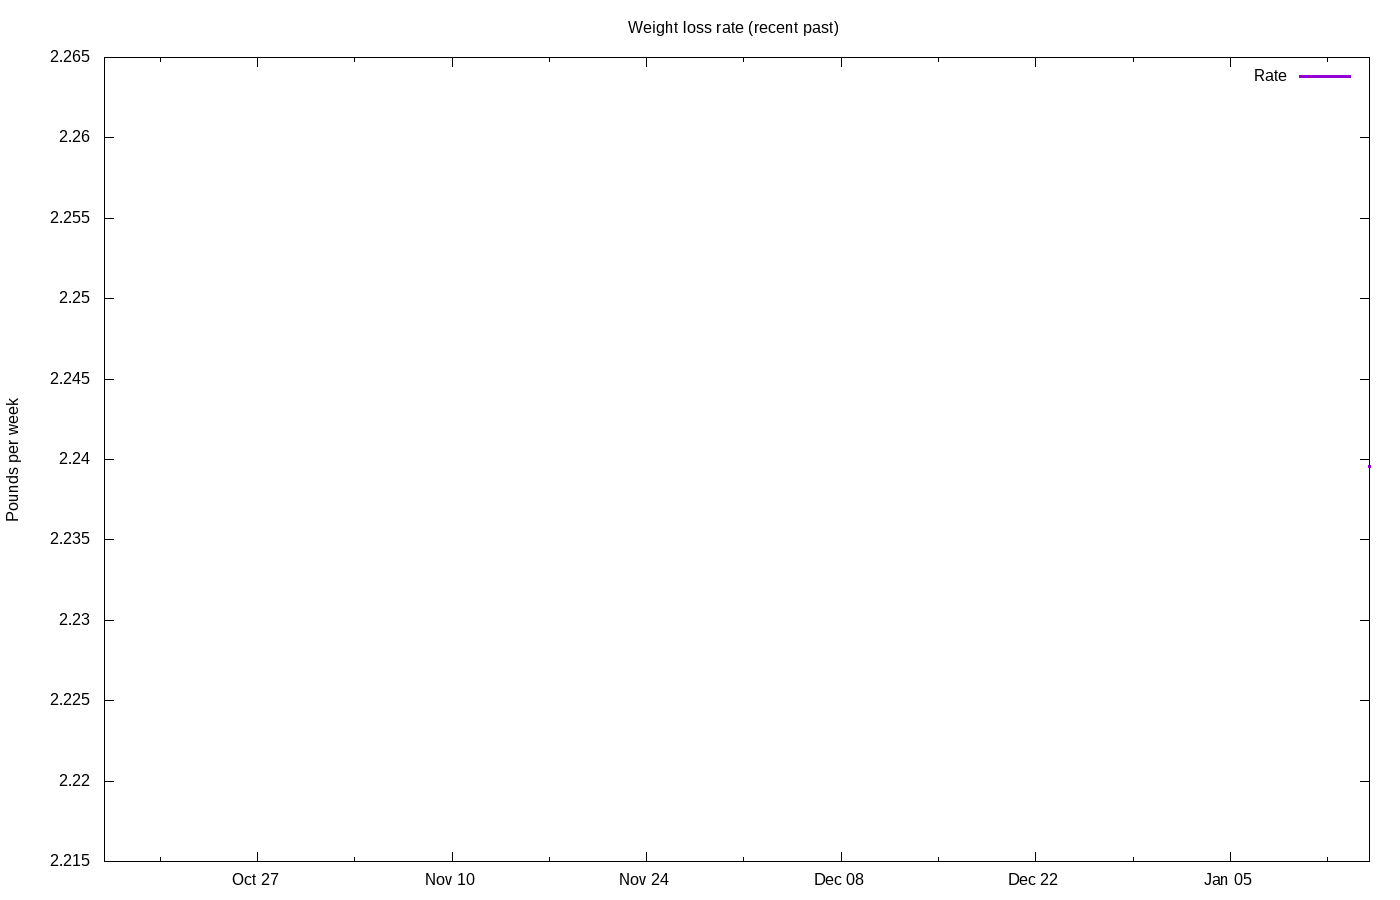 Weight loss rate (recent past)
Rate
2.265
2.26
2.255
2.25
2.245
2.24
2.235
2.23
2.225
2.22
2.215
Pounds per week
Oct 27
Nov 10
Nov 24
Dec 08
Dec 22
Jan 05